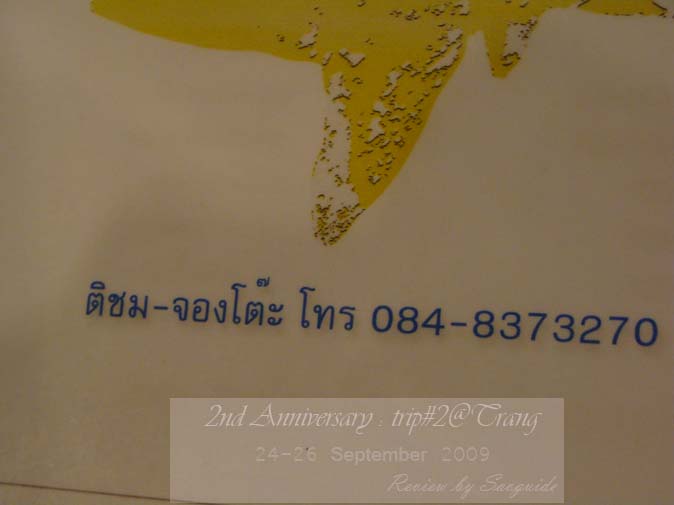 ติชม-จองโต๊ะ โทร 084-8373270
2nd Anniversary : trip#2@Trang
24-26 September 2009
Review by Songuide